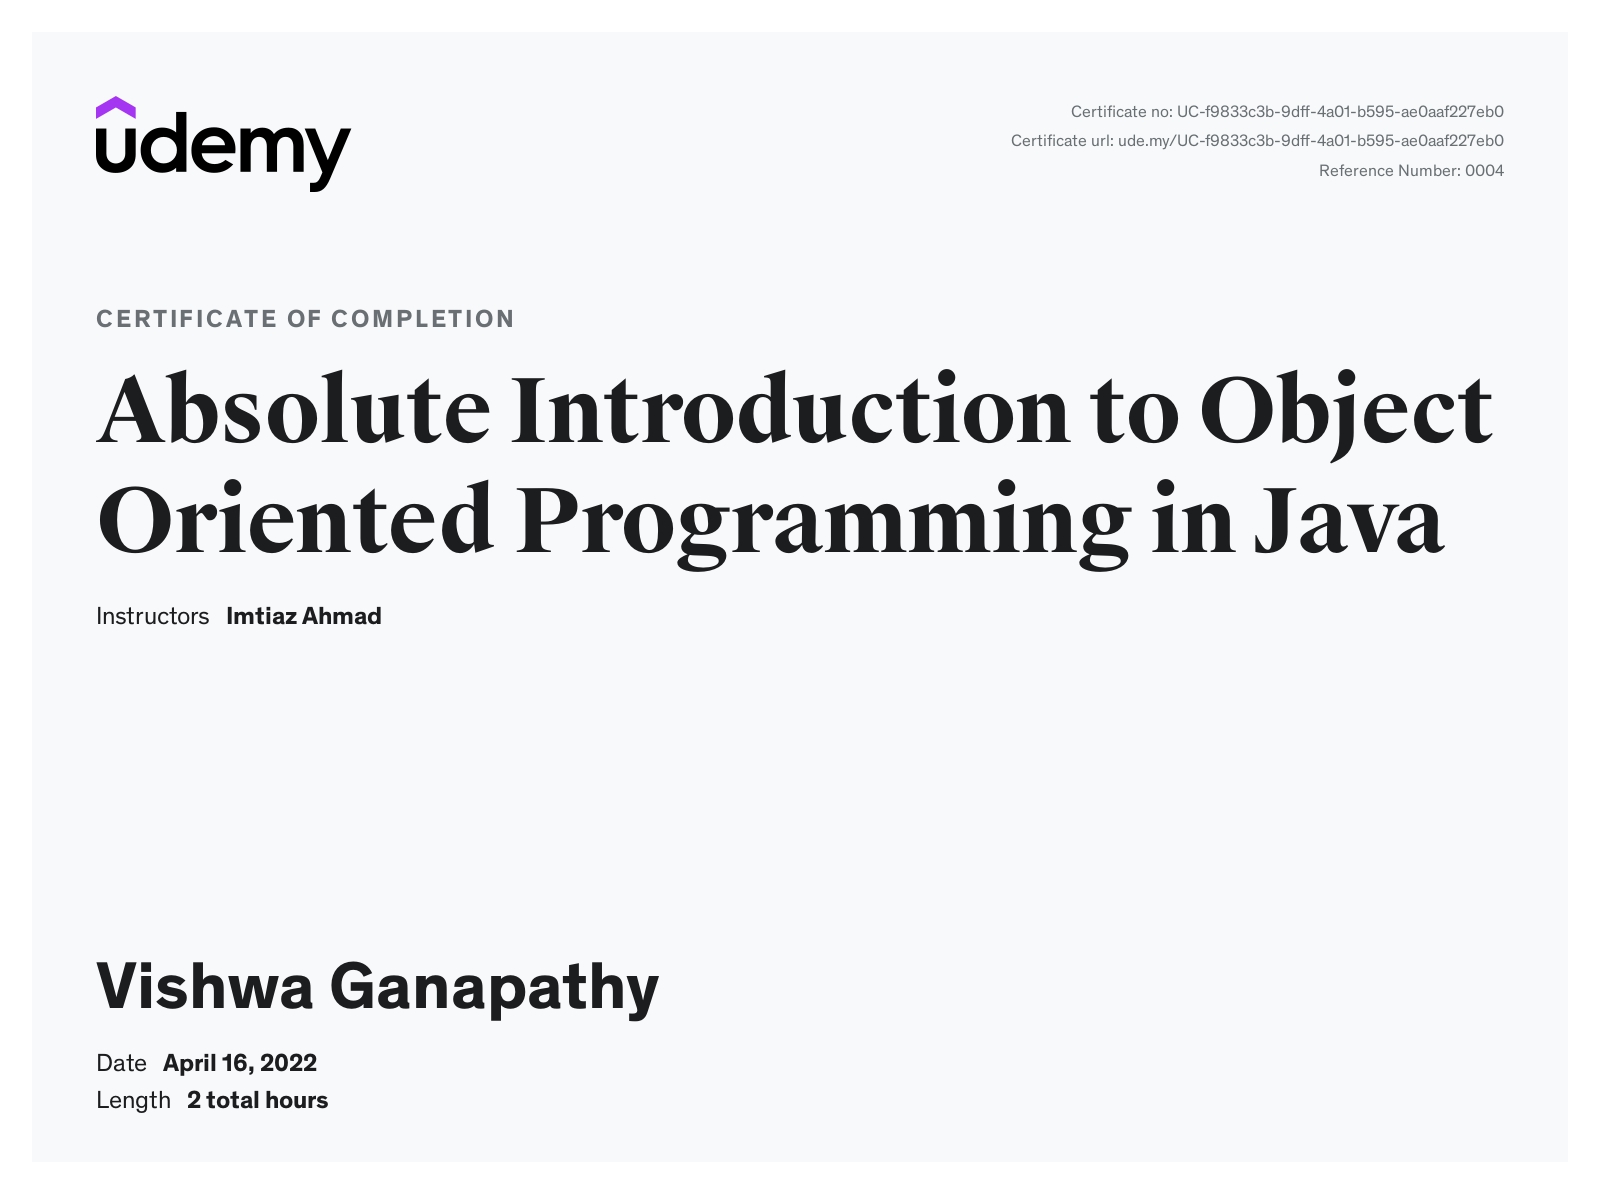 udemy
Certificate no: UC-f9833c3b-9dff-4a01-b595-ae0aaf227eb0
Certificate url: ude.my/UC-f9833c3b-9dff-4a01-b595-ae0aaf227eb0
Reference Number: 0004
CERTIFICATE OF COMPLETION
Absolute Introduction to Object
Oriented Programming in Java
Instructors Imtiaz Ahmad
Vishwa Ganapathy
Date April 16, 2022
Length 2 total hours